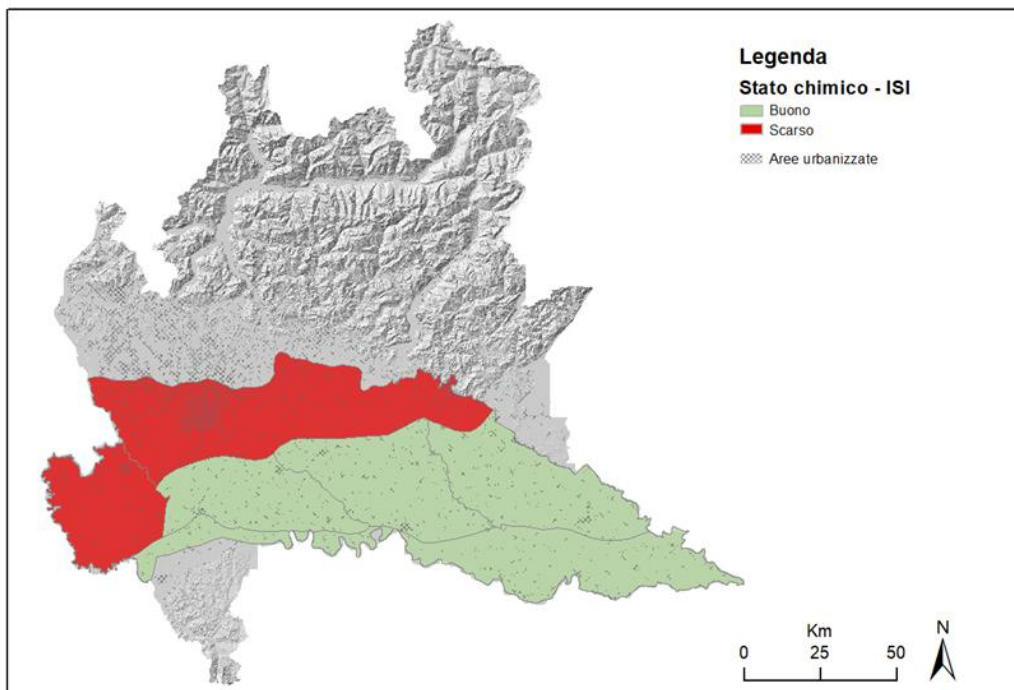 Legenda
Stato chimico - ISI
Buono
Scarso
Aree urbanizzate
Km
0 25 50
N